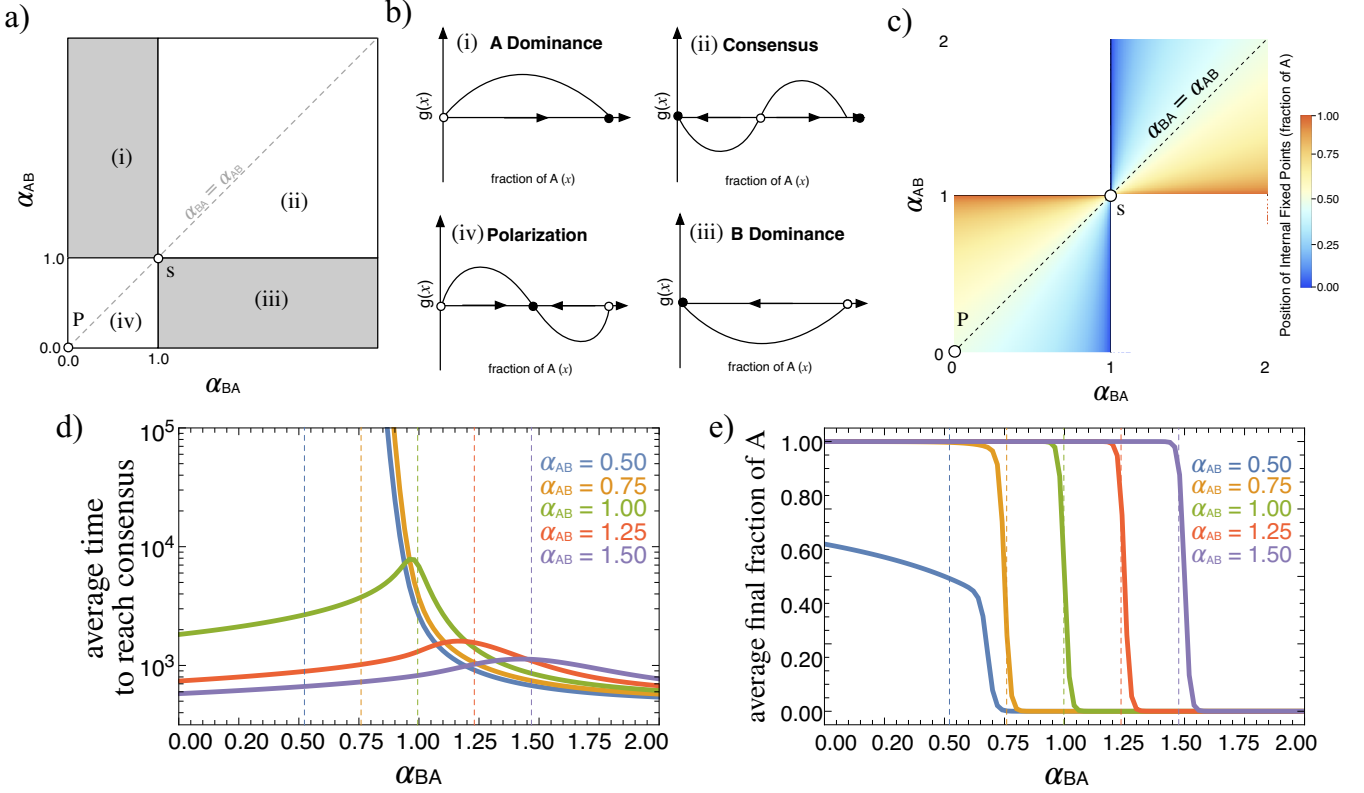 a)
α_AB
1.0
0.0
0.0
1.0
α_BA
(i)
(ii)
(iii)
(iv)
α_BA = α_AB
s
P
b)
(i) A Dominance
g(x)
fraction of A (x)
(ii) Consensus
g(x)
fraction of A (x)
(iv) Polarization
g(x)
fraction of A (x)
(iii) B Dominance
g(x)
fraction of A (x)
c)
2
1
0
α_AB
0
1
2
α_BA
α_BA = α_AB
s
P
1.00
0.75
0.50
0.25
0.00
Position of Internal Fixed Points (fraction of A)
d)
average time
to reach consensus
10^5
10^4
10^3
α_AB = 0.50
α_AB = 0.75
α_AB = 1.00
α_AB = 1.25
α_AB = 1.50
0.00 0.20 0.50 0.75 1.00 1.25 1.50 1.75 2.00
α_BA
e)
average final fraction of A
1.00
0.80
0.60
0.40
0.20
0.00
α_AB = 0.50
α_AB = 0.75
α_AB = 1.00
α_AB = 1.25
α_AB = 1.50
0.00 0.20 0.50 0.75 1.00 1.25 1.50 1.75 2.00
α_BA